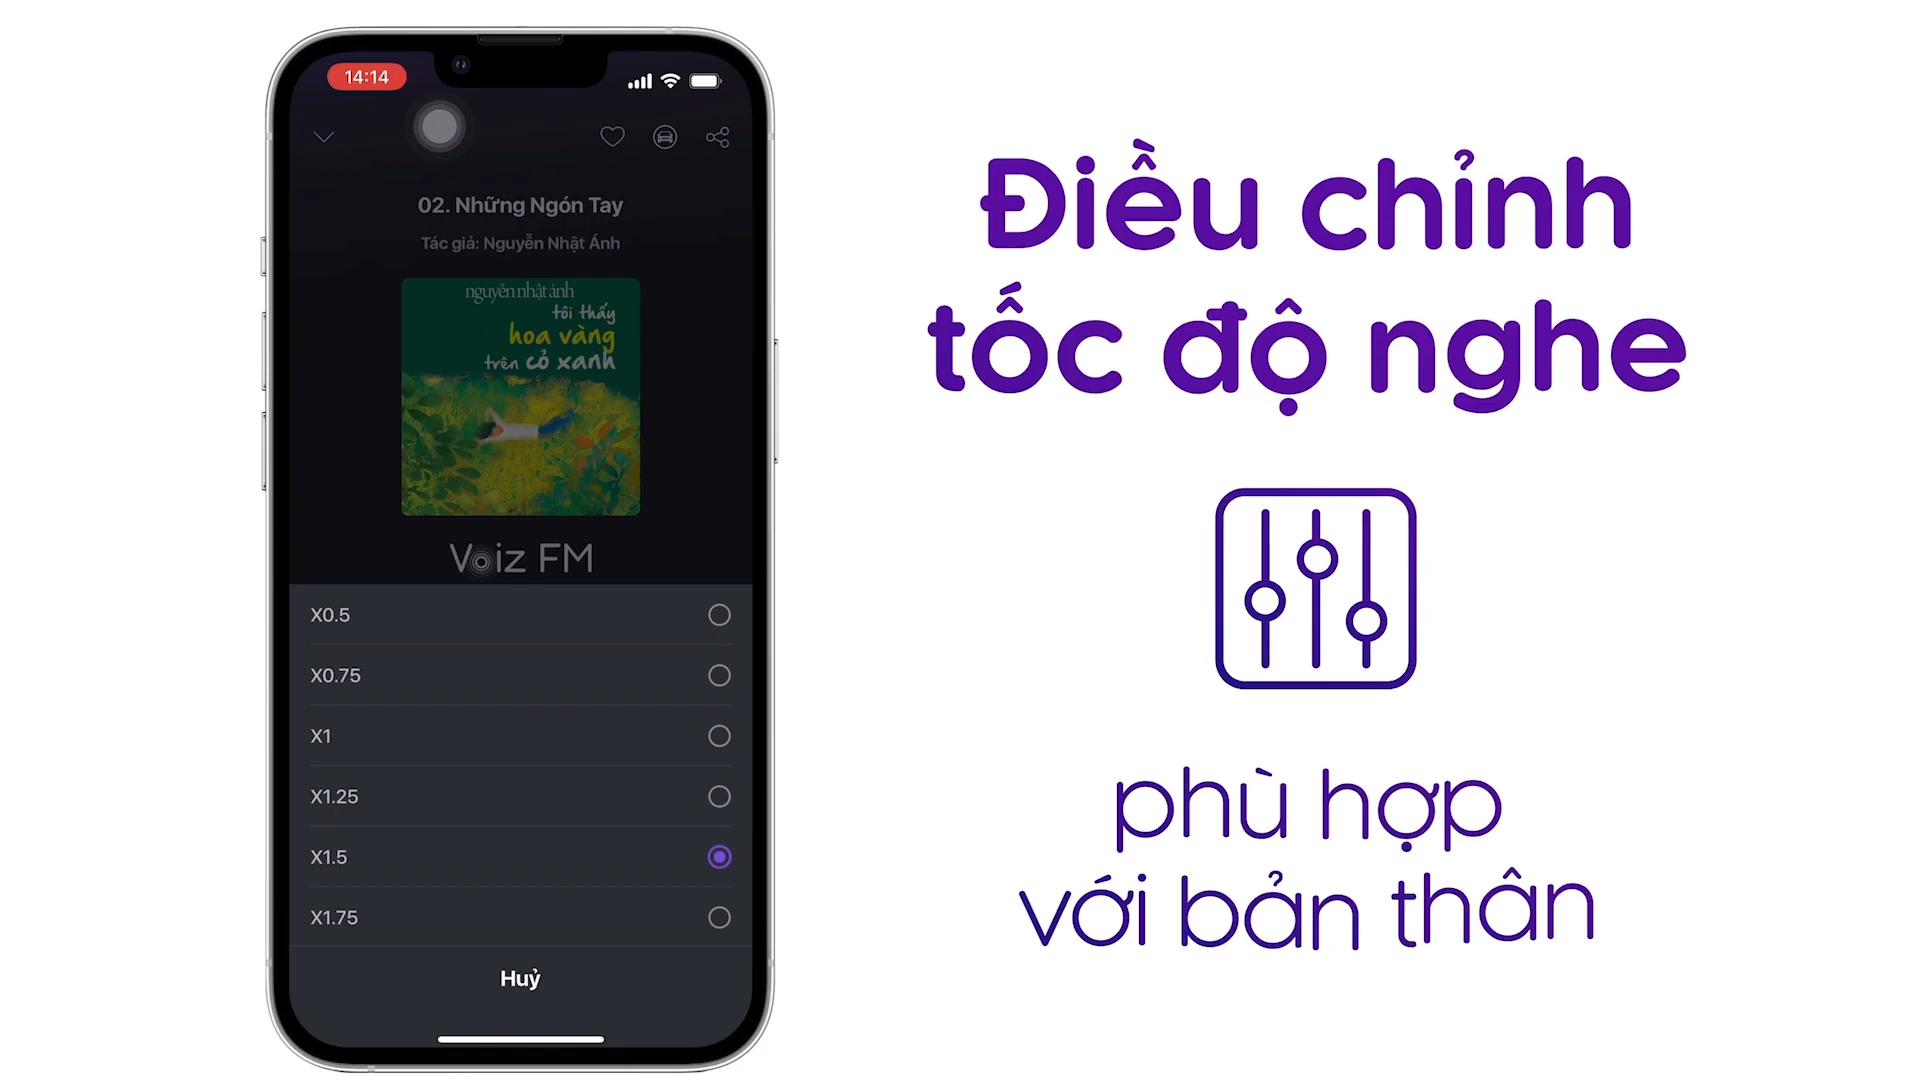 14:14
02. Những Ngón Tay
Tác giả: Nguyễn Nhật Ánh
nguyễn nhật ánh
tôi thấy
hoa vàng
trên cỏ xanh
Voiz FM
X0.5
X0.75
X1
X1.25
X1.5
X1.75
Huỷ
Điều chỉnh
tốc độ nghe
phù hợp
với bản thân